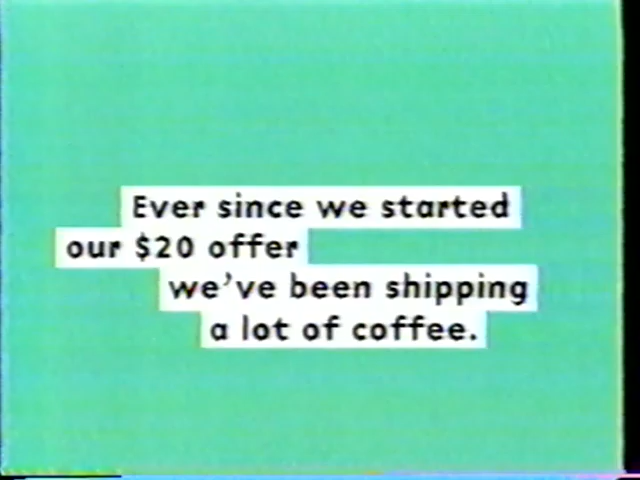 Ever since we started
our $20 offer
we've been shipping
a lot of coffee.